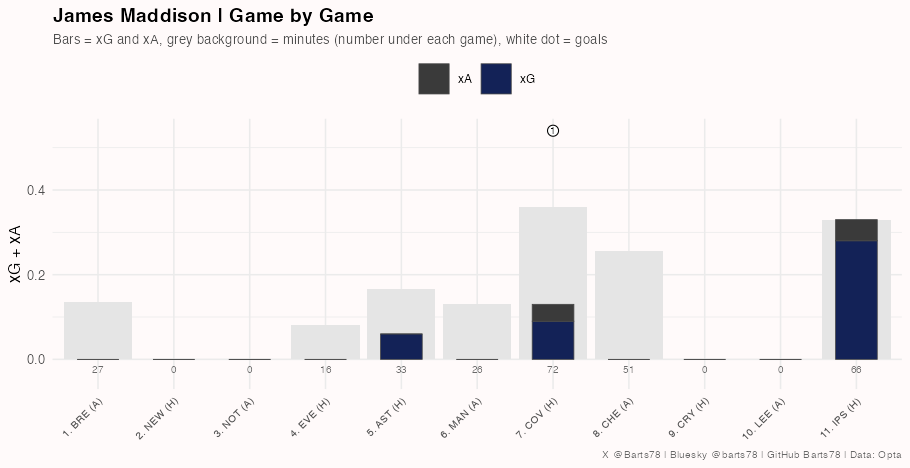 James Maddison | Game by Game
Bars = xG and xA, grey background = minutes (number under each game), white dot = goals
xA xG
1
xG + xA
0.4
0.2
0.0
27 0 0 16 33 26 72 51 0 0 66
1. BRE (A) 2. NEW (H) 3. NOT (A) 4. EVE (H) 5. AST (H) 6. MAN (A) 7. COV (H) 8. CHE (A) 9. CRY (H) 10. LEE (A) 11. IPS (H)
X @Barts78 | Bluesky @barts78 | GitHub Barts78 | Data: Opta